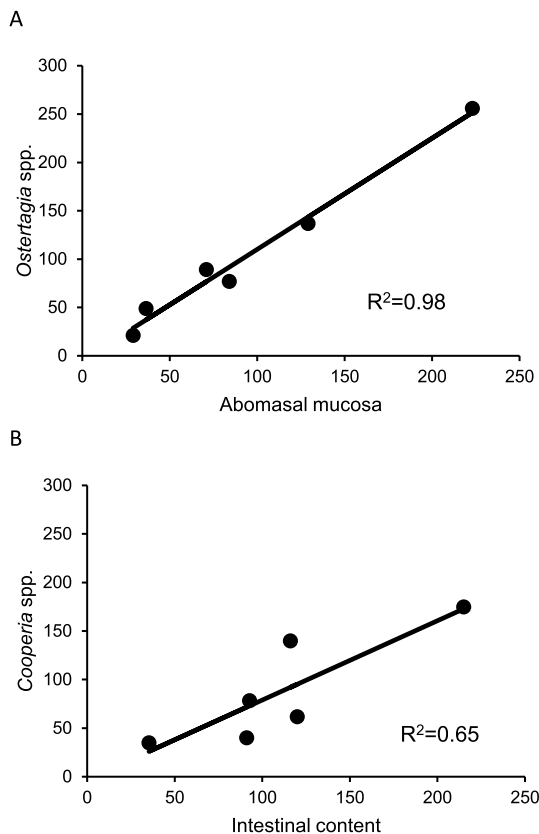 A
300
250
200
150
100
50
0
Ostertagia spp.
R²=0.98
0 50 100 150 200 250
Abomasal mucosa
B
300
250
200
150
100
50
0
Cooperia spp.
R²=0.65
0 50 100 150 200 250
Intestinal content